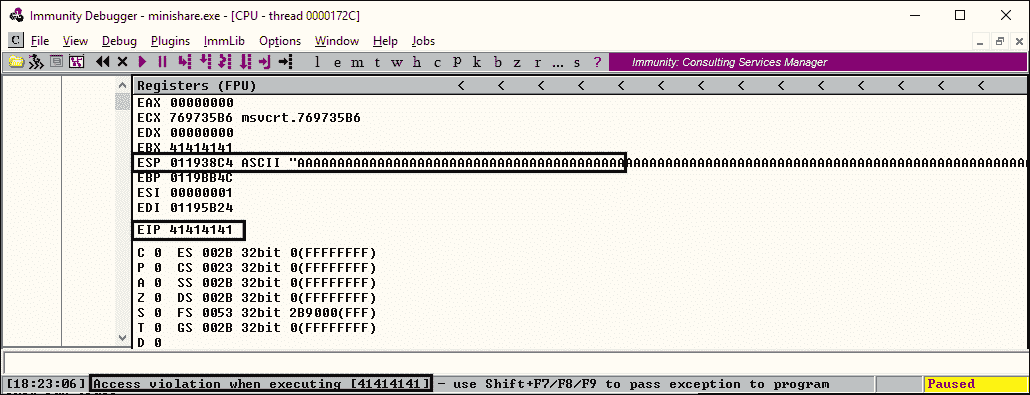 Immunity Debugger - minishare.exe - [CPU - thread 0000172C]
C File View Debug Plugins ImmLib Options Window Help Jobs
l e m t w h c p k b z r ... s ? Immunity: Consulting Services Manager
Registers (FPU) < < < < < < < < < < < < < <
EAX 00000000
ECX 769735B6 msvcrt.769735B6
EDX 00000000
EBX 41414141
ESP 011938C4 ASCII "AAAAAAAAAAAAAAAAAAAAAAAAAAAAAAAAAAAAAAAAAAAAAAAAAAAAAAAAAAAAAAAAAAAAAAAAAAAAAAAAAAAAAAAAAAA
EBP 0119BB4C
ESI 00000001
EDI 01195B24
EIP 41414141
C 0 ES 002B 32bit 0(FFFFFFFF)
P 0 CS 0023 32bit 0(FFFFFFFF)
A 0 SS 002B 32bit 0(FFFFFFFF)
Z 0 DS 002B 32bit 0(FFFFFFFF)
S 0 FS 0053 32bit 2B9000(FFF)
T 0 GS 002B 32bit 0(FFFFFFFF)
D 0
[18:23:06] Access violation when executing [41414141] - use Shift+F7/F8/F9 to pass exception to program Paused